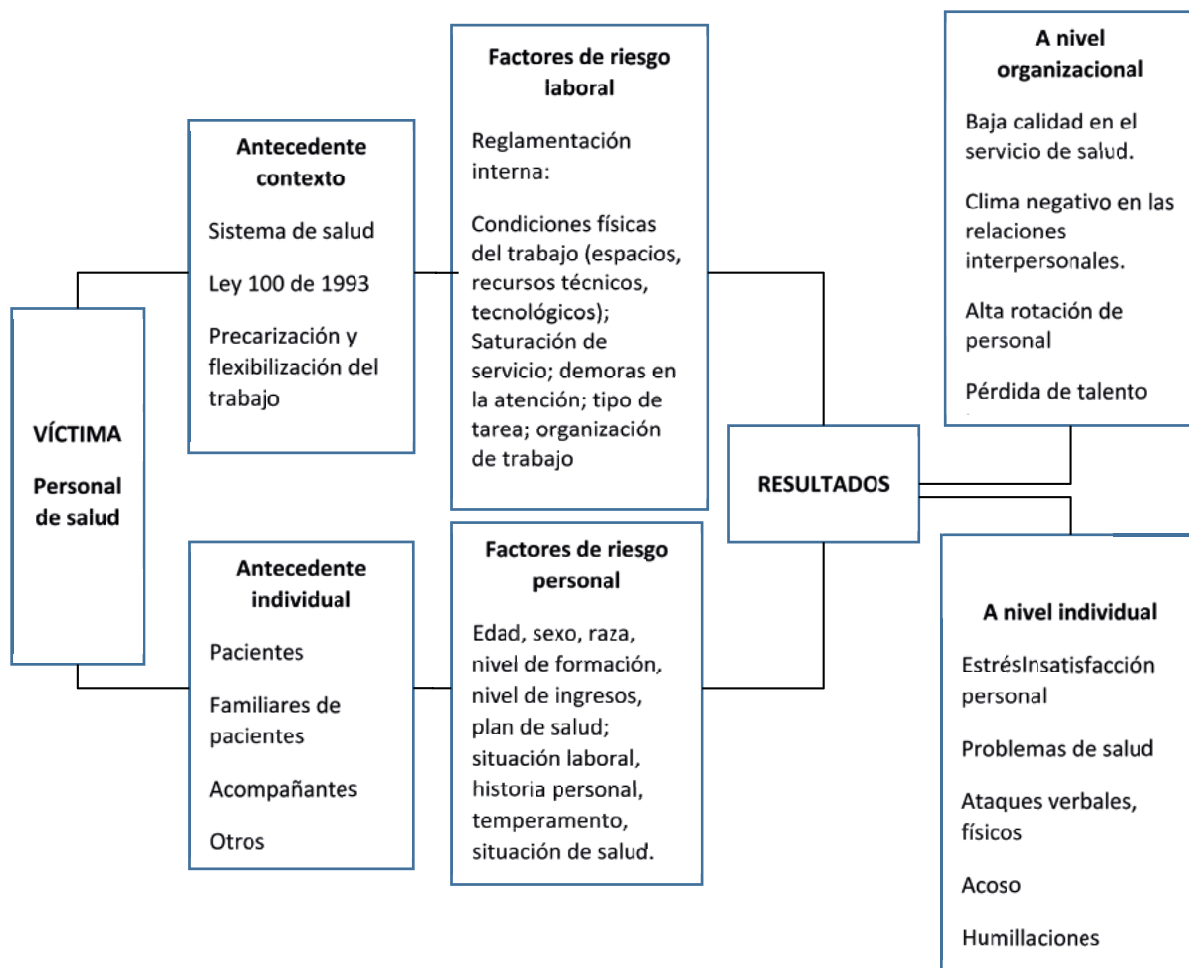 VÍCTIMA
Personal
de salud
Antecedente
contexto
Sistema de salud
Ley 100 de 1993
Precarización y
flexibilización del
trabajo
Antecedente
individual
Pacientes
Familiares de
pacientes
Acompañantes
Otros
Factores de riesgo
laboral
Reglamentación
interna:
Condiciones físicas
del trabajo (espacios,
recursos técnicos,
tecnológicos);
Saturación de
servicio; demoras en
la atención; tipo de
tarea; organización
de trabajo
Factores de riesgo
personal
Edad, sexo, raza,
nivel de formación,
nivel de ingresos,
plan de salud;
situación laboral,
historia personal,
temperamento,
situación de salud.
RESULTADOS
A nivel
organizacional
Baja calidad en el
servicio de salud.
Clima negativo en las
relaciones
interpersonales.
Alta rotación de
personal
Pérdida de talento
A nivel individual
EstrésInsatisfacción
personal
Problemas de salud
Ataques verbales,
físicos
Acoso
Humillaciones